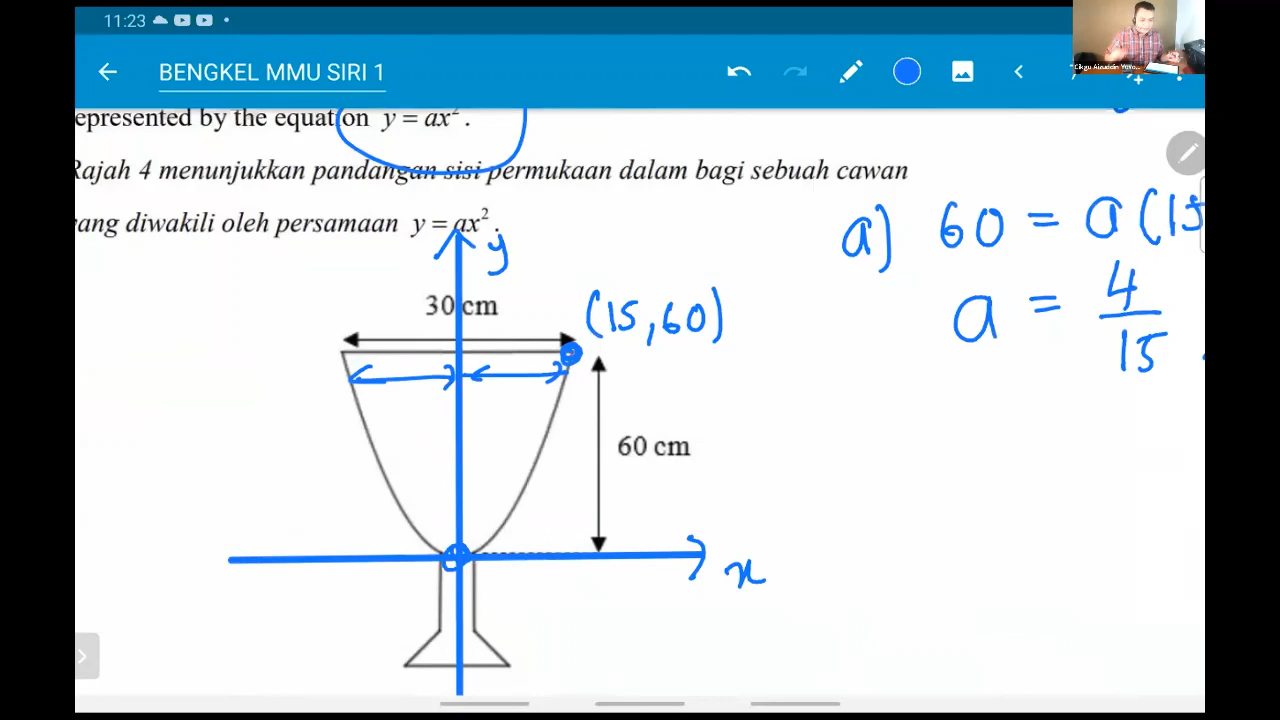 11:23
BENGKEL MMU SIRI 1
epresented by the equation y = ax².
Rajah 4 menunjukkan pandangan sisi permukaan dalam bagi sebuah cawan
ang diwakili oleh persamaan y = ax².
y
30 cm
(15,60)
60 cm
x
a) 60 = a(15
a = 4/15